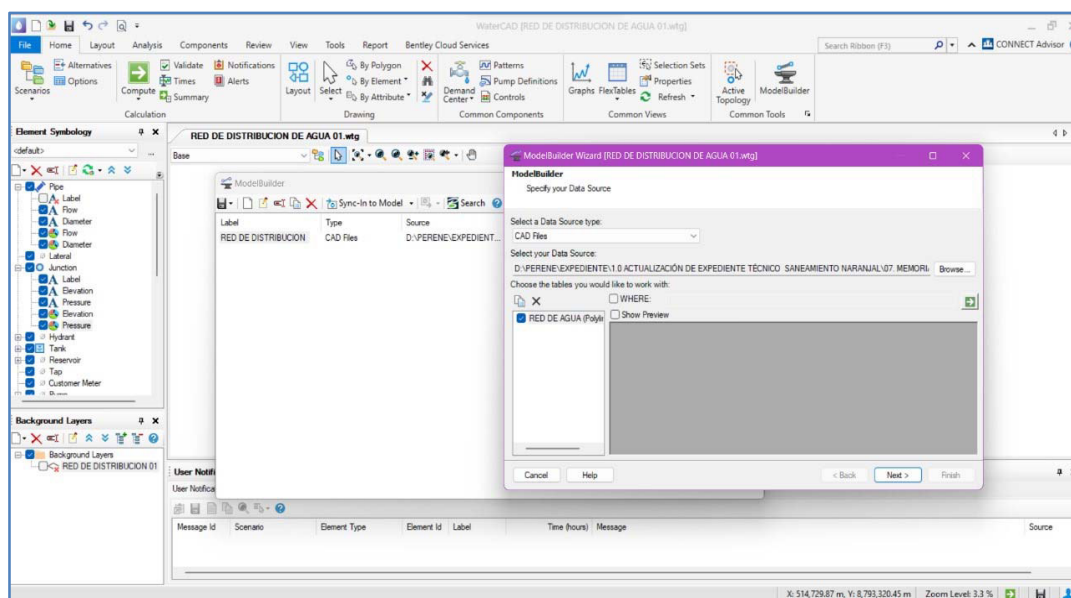 WaterCAD [RED DE DISTRIBUCION DE AGUA 01.wtg]
File Home Layout Analysis Components Review View Tools Report Bentley Cloud Services Search Ribbon (F3) CONNECT Advisor
Scenarios
Alternatives
Options
Compute
Validate
Times
Summary
Notifications
Alerts
Calculation
Layout
Select
By Polygon
By Element
By Attribute
Drawing
Demand Center
Patterns
Pump Definitions
Controls
Common Components
Graphs
FlexTables
Selection Sets
Properties
Refresh
Common Views
Active Topology
ModelBuilder
Common Tools
Element Symbology
<default>
Pipe
Label
Flow
Diameter
Flow
Diameter
Lateral
Junction
Label
Elevation
Pressure
Elevation
Pressure
Hydrant
Tank
Reservoir
Tap
Customer Meter
Pump
Background Layers
Background Layers
RED DE DISTRIBUCION 01
RED DE DISTRIBUCION DE AGUA 01.wtg
Base
ModelBuilder
Sync-In to Model Search
Label Type Source
RED DE DISTRIBUCION CAD Files D:\PERENE\EXPEDIENT...
ModelBuilder Wizard [RED DE DISTRIBUCION DE AGUA 01.wtg]
ModelBuilder
Specify your Data Source
Select a Data Source type:
CAD Files
Select your Data Source:
D:\PERENE\EXPEDIENTE\1.0 ACTUALIZACIÓN DE EXPEDIENTE TÉCNICO SANEAMIENTO NARANJAL\07. MEMORI Browse...
Choose the tables you would like to work with:
WHERE:
RED DE AGUA (Polylin
Show Preview
Cancel Help < Back Next > Finish
User Notifi
User Notifica
Message Id Scenario Element Type Element Id Label Time (hours) Message Source
X: 514,729.87 m, Y: 8,793,320.45 m Zoom Level: 3.3 %